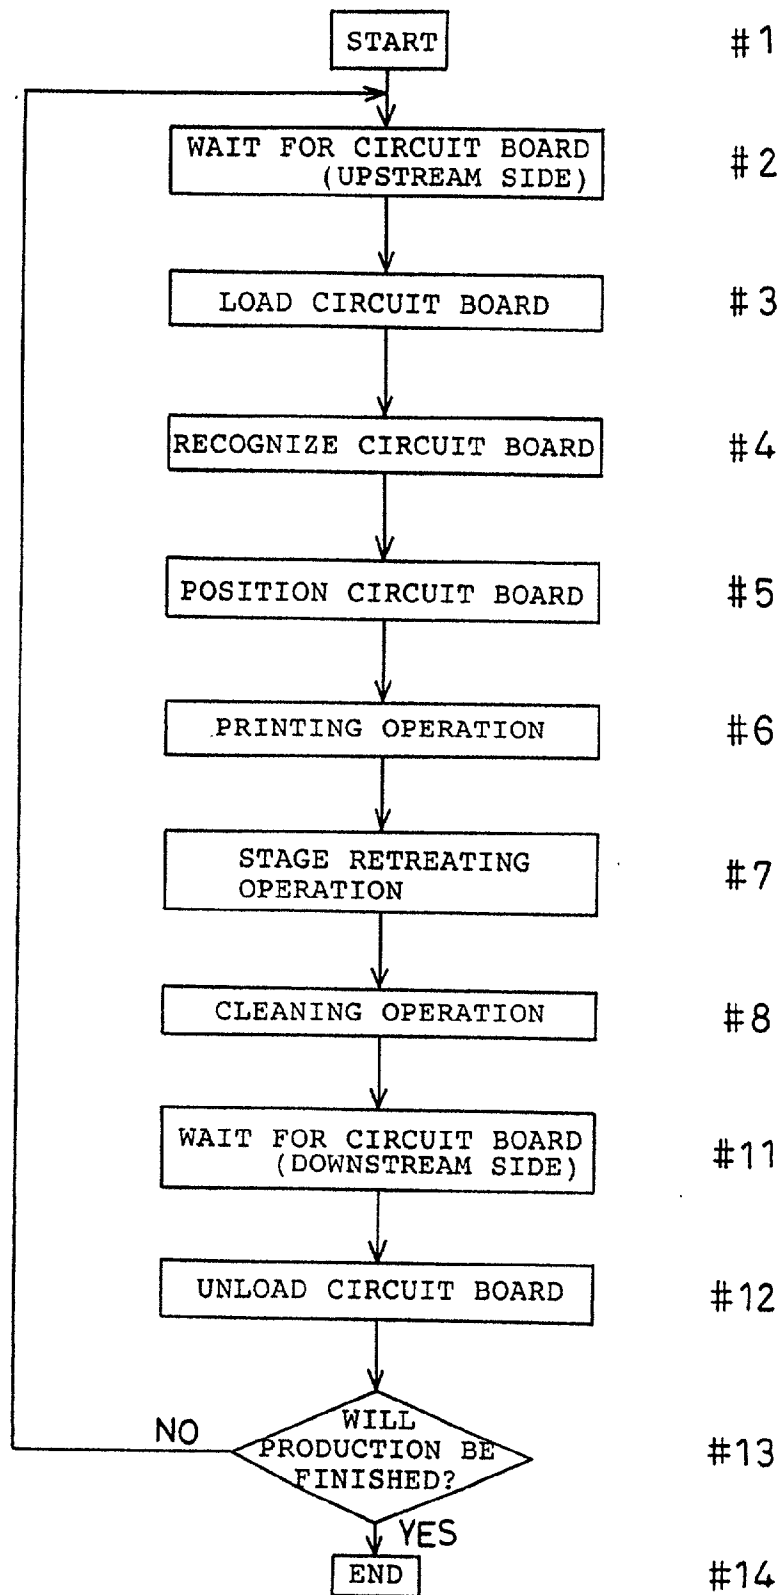 START #1
WAIT FOR CIRCUIT BOARD #2
(UPSTREAM SIDE)
LOAD CIRCUIT BOARD #3
RECOGNIZE CIRCUIT BOARD #4
POSITION CIRCUIT BOARD #5
PRINTING OPERATION #6
STAGE RETREATING #7
OPERATION
CLEANING OPERATION #8
WAIT FOR CIRCUIT BOARD #11
(DOWNSTREAM SIDE)
UNLOAD CIRCUIT BOARD #12
NO
WILL
PRODUCTION BE #13
FINISHED?
YES
END #14